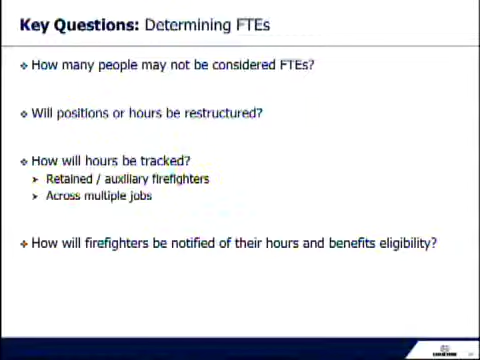 Key Questions: Determining FTEs
How many people may not be considered FTEs?
Will positions or hours be restructured?
How will hours be tracked?
Retained / auxiliary firefighters
Across multiple jobs
How will firefighters be notified of their hours and benefits eligibility?